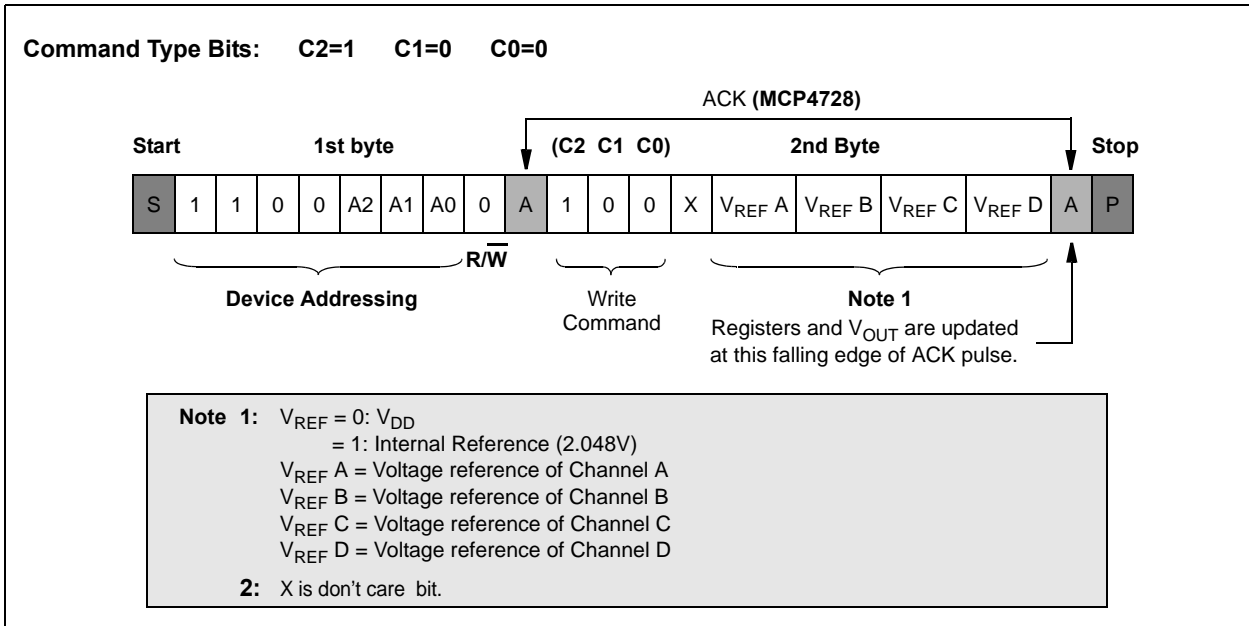 Command Type Bits: C2=1 C1=0 C0=0
ACK (MCP4728)
Start 1st byte (C2 C1 C0) 2nd Byte Stop
S 1 1 0 0 A2 A1 A0 0 A 1 0 0 X VREF A VREF B VREF C VREF D A P
R/W̅
Device Addressing Write Note 1
Command Registers and VOUT are updated
at this falling edge of ACK pulse.
Note 1: VREF = 0: VDD
= 1: Internal Reference (2.048V)
VREF A = Voltage reference of Channel A
VREF B = Voltage reference of Channel B
VREF C = Voltage reference of Channel C
VREF D = Voltage reference of Channel D
2: X is don't care bit.